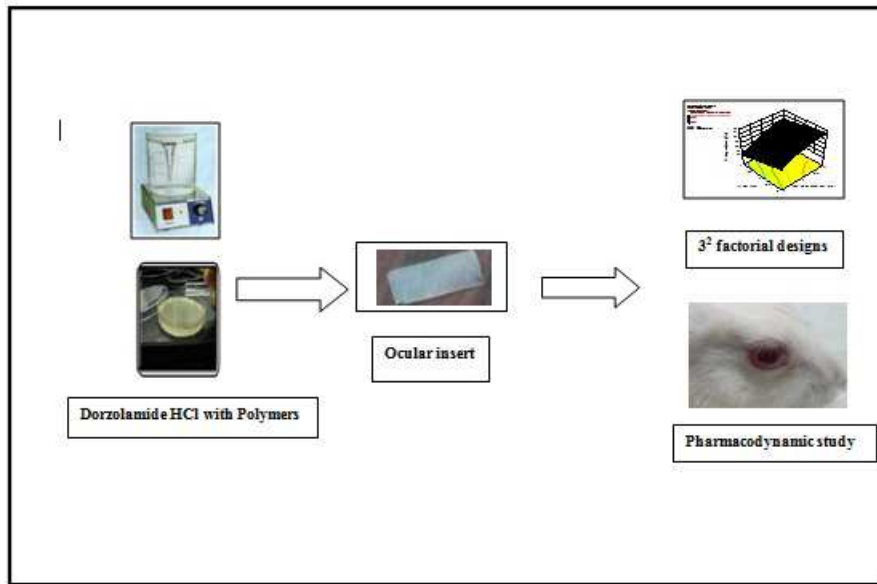 Dorzolamide HCl with Polymers
Ocular insert
3² factorial designs
Pharmacodynamic study